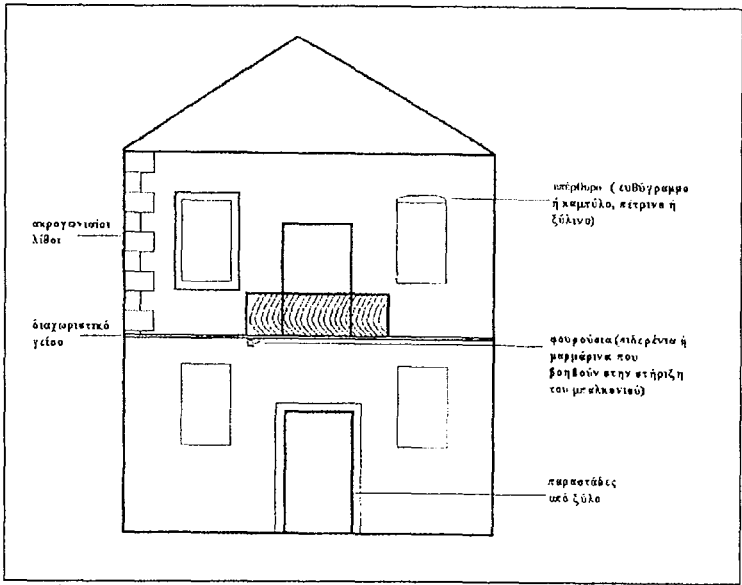 ακρογωνιαίοι
λίθοι
διαχωριστικό
γείσο
υπέρθυρο (ευθύγραμμο
ή καμπύλο, πέτρινο ή
ξύλινο)
φουρούσια (σιδερένια ή
μαρμάρινα που
βοηθούν στην στήριξη
του μπαλκονιού)
παραστάδες
από ξύλο